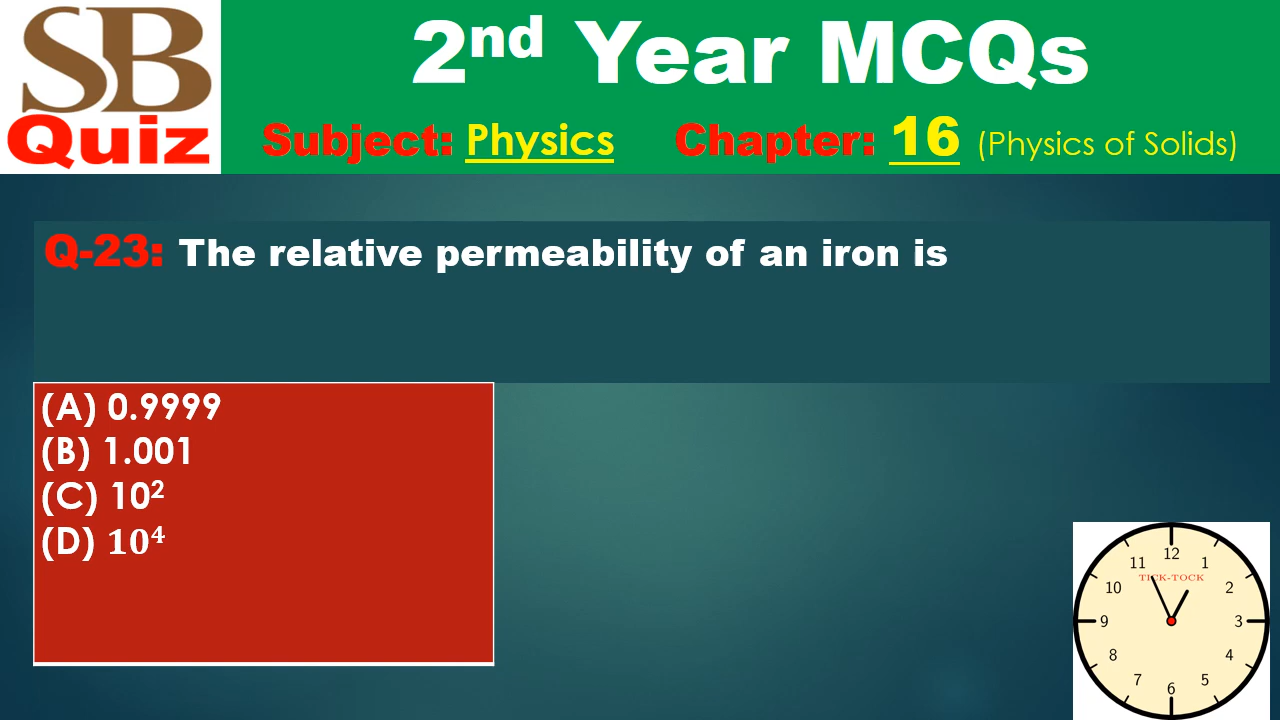 SB
Quiz
2nd Year MCQs
Subject: Physics Chapter: 16 (Physics of Solids)
Q-23: The relative permeability of an iron is
(A) 0.9999
(B) 1.001
(C) 10²
(D) 10⁴
12
11 1
TICK-TOCK
10 2
9 3
8 4
7 5
6